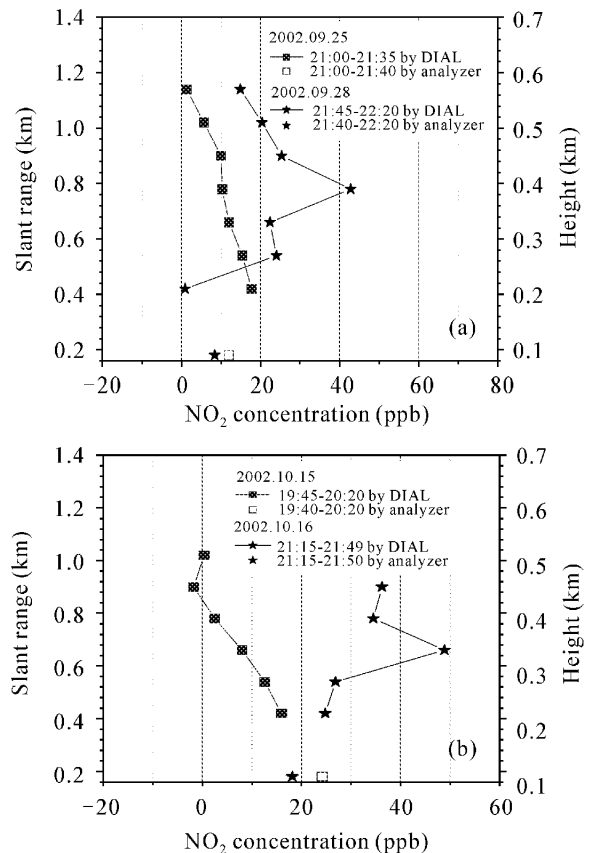 2002.09.25
21:00-21:35 by DIAL
21:00-21:40 by analyzer
2002.09.28
21:45-22:20 by DIAL
21:40-22:20 by analyzer
1.4
1.2
1.0
0.8
0.6
0.4
0.2
Slant range (km)
0.7
0.6
0.5
0.4
0.3
0.2
0.1
Height (km)
(a)
−20
0
20
40
60
80
NO₂ concentration (ppb)
2002.10.15
19:45-20:20 by DIAL
19:40-20:20 by analyzer
2002.10.16
21:15-21:49 by DIAL
21:15-21:50 by analyzer
1.4
1.2
1.0
0.8
0.6
0.4
0.2
Slant range (km)
0.7
0.6
0.5
0.4
0.3
0.2
0.1
Height (km)
(b)
−20
0
20
40
60
NO₂ concentration (ppb)